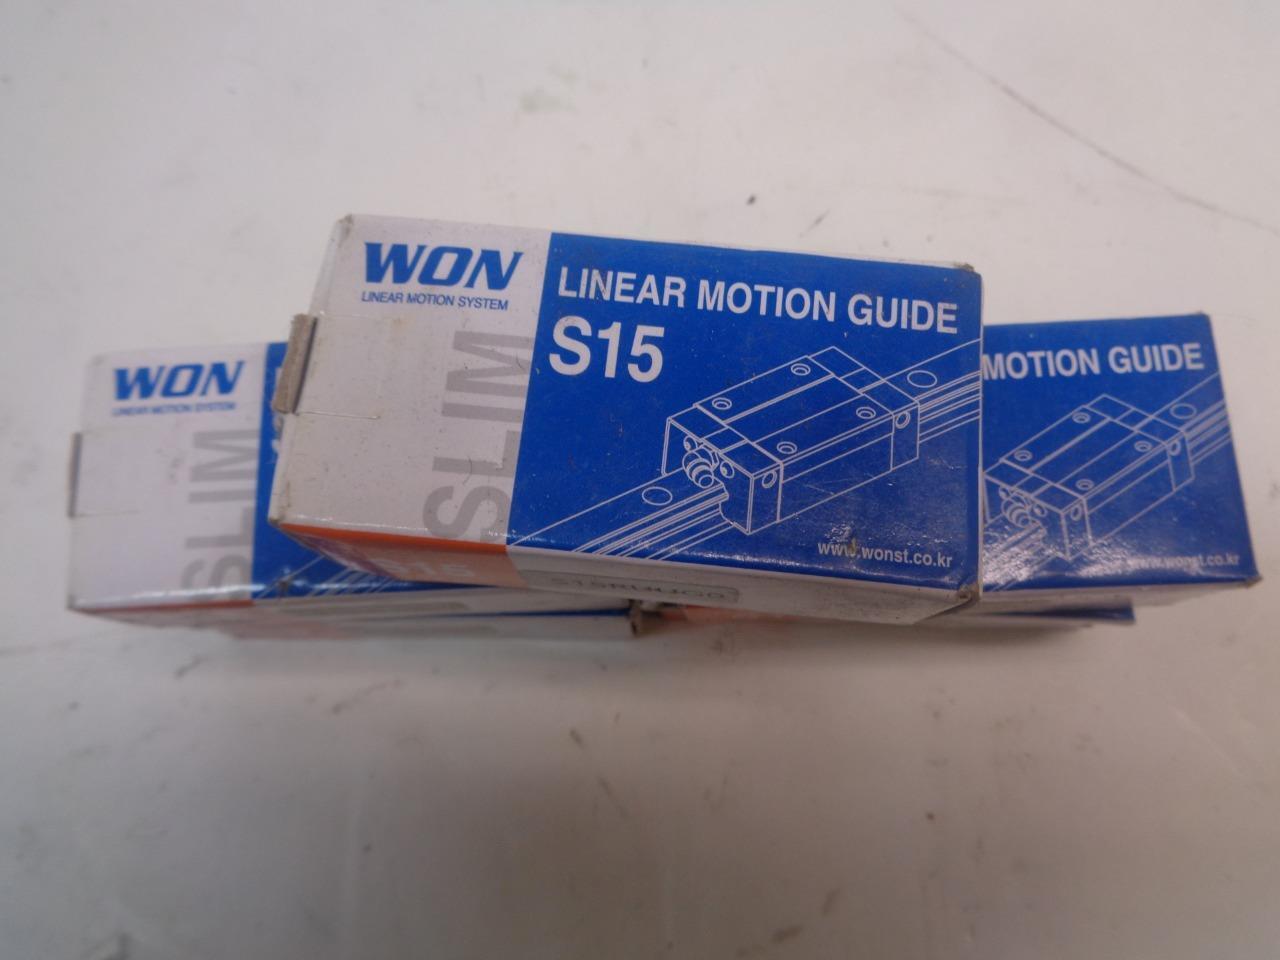 WON
LINEAR MOTION SYSTEM
SLIM
LINEAR MOTION GUIDE
S15
www.wonst.co.kr
S15
WON
LINEAR MOTION SYSTEM
SLIM
MOTION GUIDE
wonst.co.kr